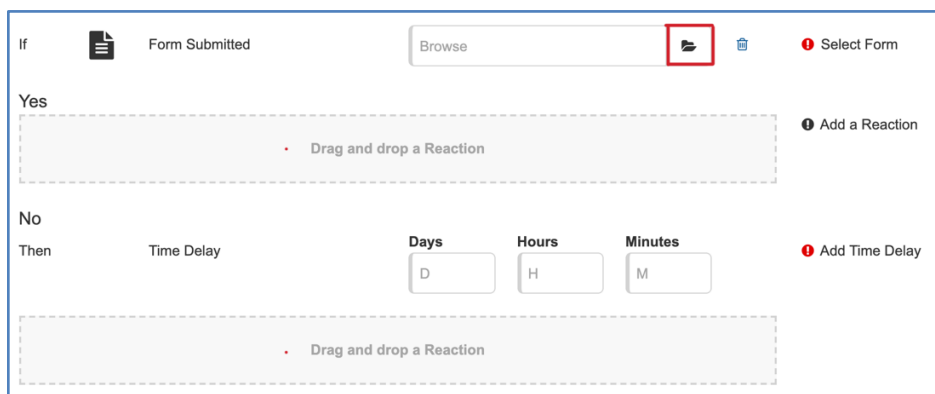 If Form Submitted Browse Select Form
Yes
Add a Reaction
Drag and drop a Reaction
No
Days Hours Minutes
Then Time Delay Add Time Delay
D H M
Drag and drop a Reaction